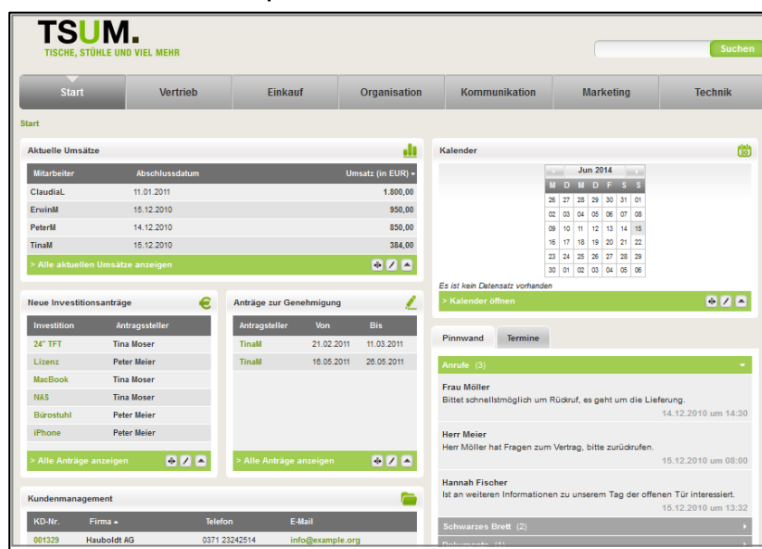 TSUM.
TISCHE, STÜHLE UND VIEL MEHR
Suchen
Start Vertrieb Einkauf Organisation Kommunikation Marketing Technik
Start
Aktuelle Umsätze
Mitarbeiter Abschlussdatum Umsatz (in EUR)
ClaudiaL 11.01.2011 1.800,00
ErwinM 15.12.2010 950,00
PeterM 14.12.2010 850,00
TinaM 15.12.2010 384,00
> Alle aktuellen Umsätze anzeigen
Neue Investitionsanträge
Investition Antragssteller
24" TFT Tina Moser
Lizenz Peter Meier
MacBook Tina Moser
NAS Tina Moser
Bürostuhl Peter Meier
iPhone Peter Meier
> Alle Anträge anzeigen
Anträge zur Genehmigung
Antragsteller Von Bis
TinaM 21.02.2011 11.03.2011
TinaM 16.05.2011 26.05.2011
> Alle Anträge anzeigen
Kundenmanagement
KD-Nr. Firma Telefon E-Mail
001329 Hauboldt AG 0371 23242514 info@example.org
Kalender
Jun 2014
M D M D F S S
26 27 28 29 30 31 01
02 03 04 05 06 07 08
09 10 11 12 13 14 15
16 17 18 19 20 21 22
23 24 25 26 27 28 29
30 01 02 03 04 05 06
Es ist kein Datensatz vorhanden
> Kalender öffnen
Pinnwand Termine
Anrufe (3)
Frau Möller
Bittet schnellstmöglich um Rückruf, es geht um die Lieferung.
14.12.2010 um 14:30
Herr Meier
Herr Möller hat Fragen zum Vertrag, bitte zurückrufen.
15.12.2010 um 08:00
Hannah Fischer
Ist an weiteren Informationen zu unserem Tag der offenen Tür interessiert.
15.12.2010 um 13:32
Schwarzes Brett (2)
Dokumente (1)